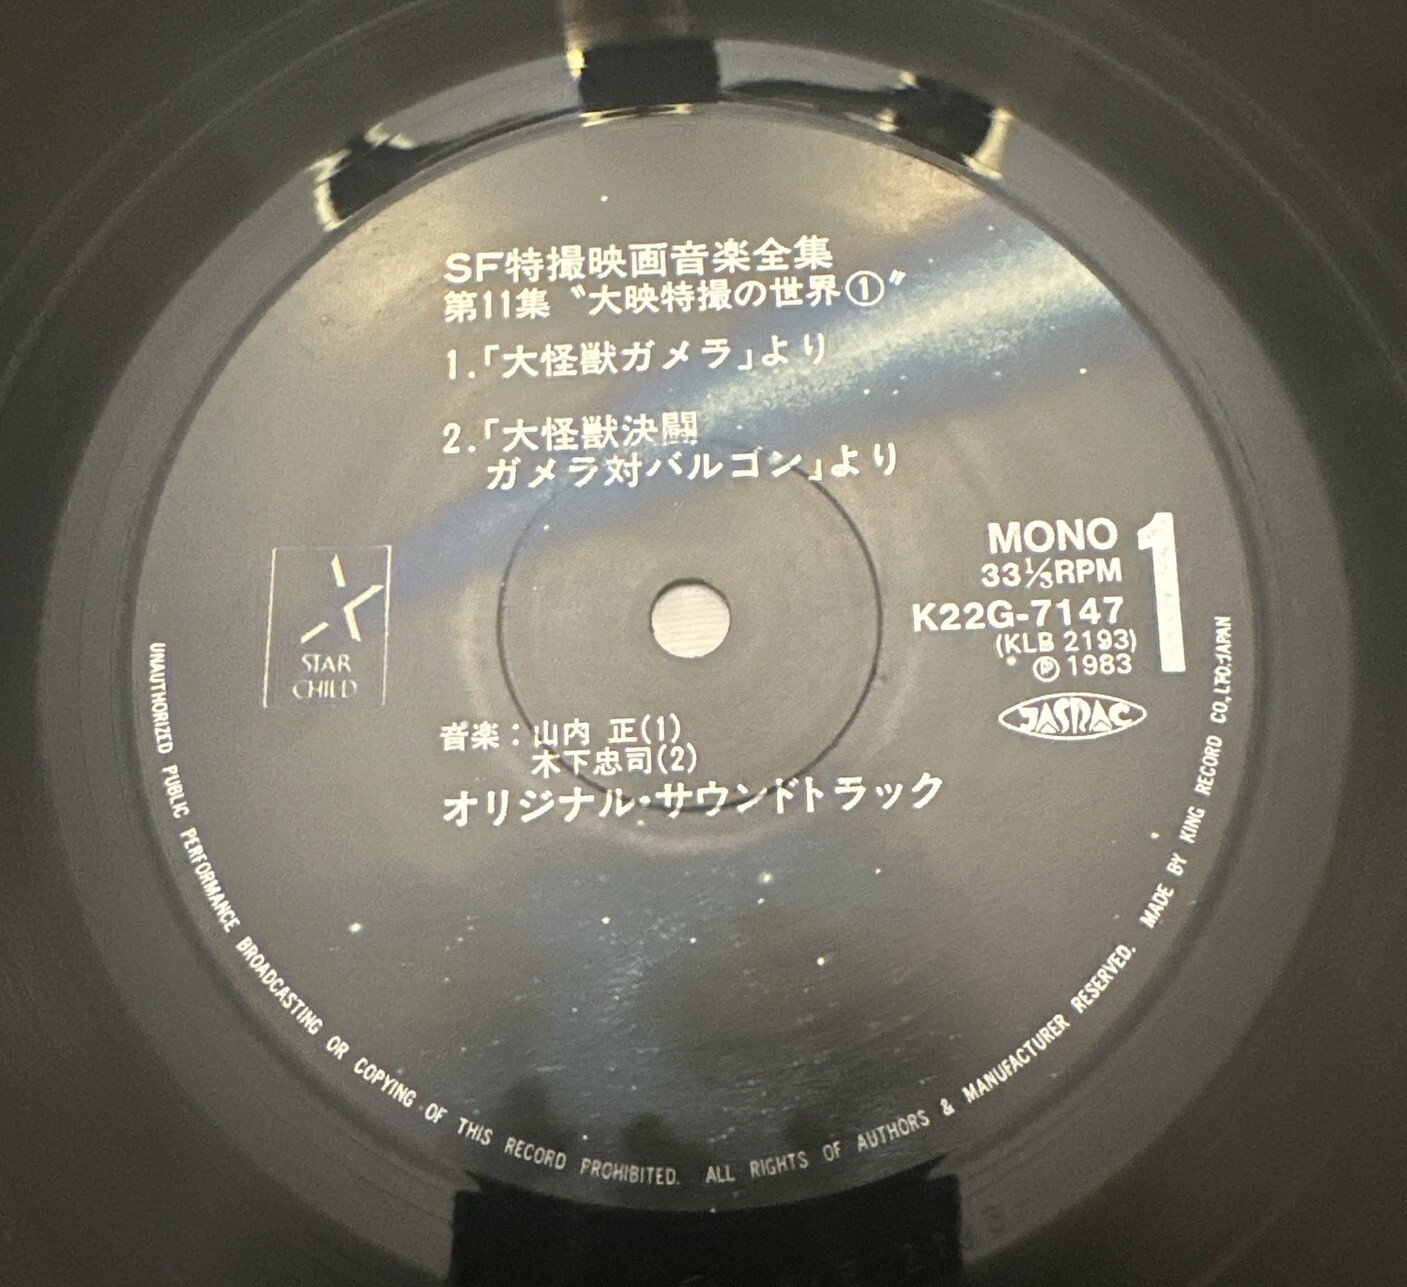 SF特撮映画音楽全集
第11集〝大映特撮の世界①〞
1.「大怪獣ガメラ」より
2.「大怪獣決闘
ガメラ対バルゴン」より
STAR
CHILD
MONO
33⅓RPM
K22G-7147
(KLB 2193)
Ⓟ 1983
1
JASRAC
音楽：山内 正(1)
木下忠司(2)
オリジナル・サウンドトラック
UNAUTHORIZED PUBLIC PERFORMANCE BROADCASTING OR COPYING OF THIS RECORD PROHIBITED. ALL RIGHTS OF AUTHORS & MANUFACTURER RESERVED. MADE BY KING RECORD CO., LTD. JAPAN